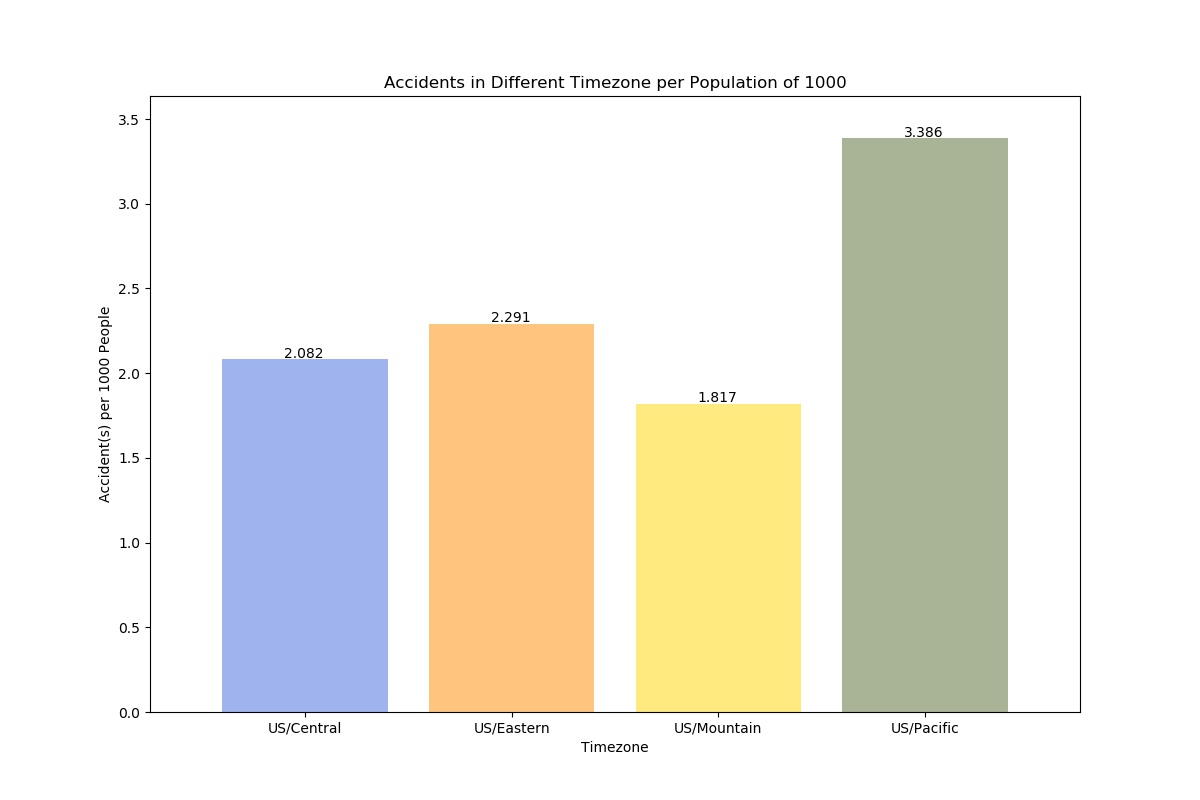 Accidents in Different Timezone per Population of 1000
Accident(s) per 1000 People
3.5
3.0
2.5
2.0
1.5
1.0
0.5
0.0
2.082
2.291
1.817
3.386
US/Central
US/Eastern
US/Mountain
US/Pacific
Timezone